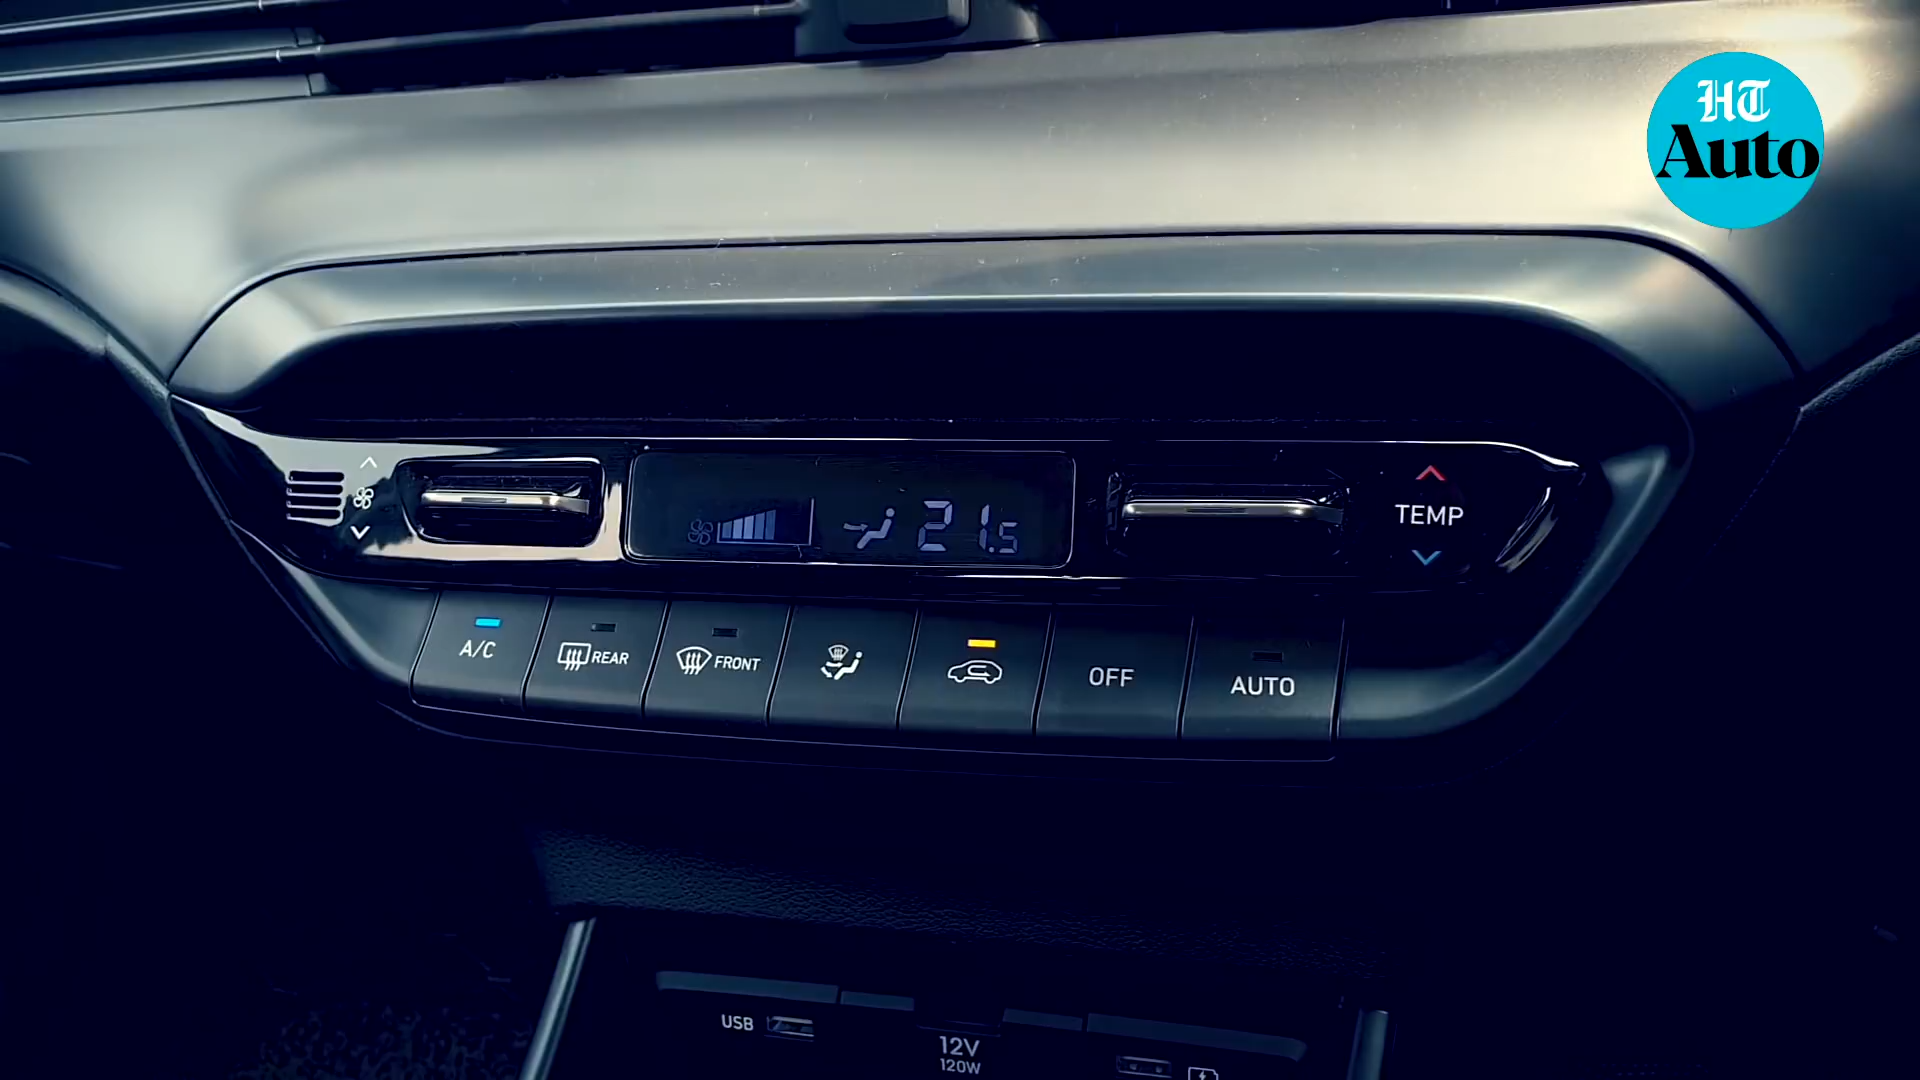 HT
Auto
21.5
TEMP
A/C
REAR
FRONT
OFF
AUTO
USB
12V
120W